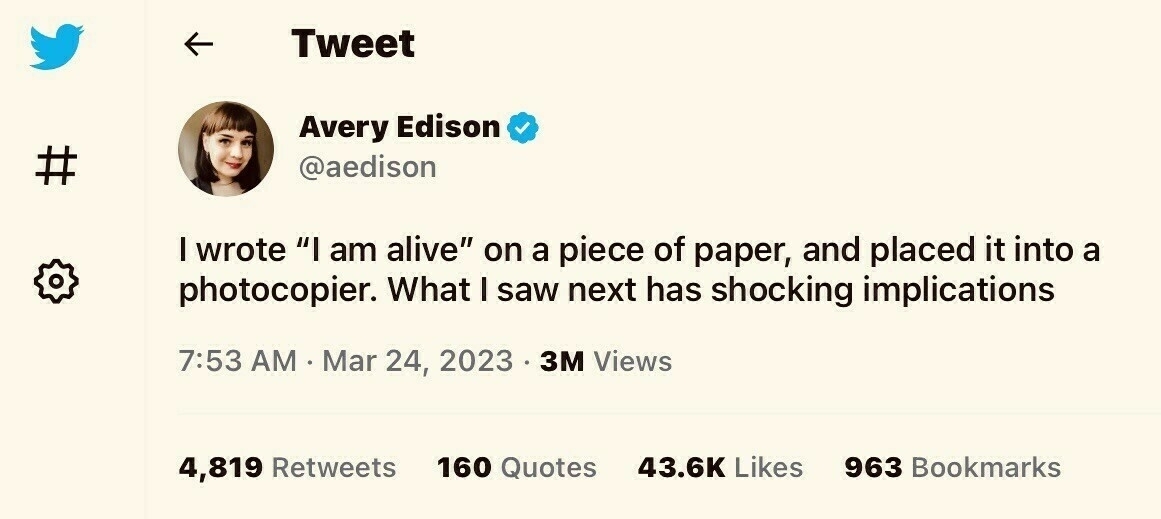 Tweet
Avery Edison
@aedison
I wrote “I am alive” on a piece of paper, and placed it into a
photocopier. What I saw next has shocking implications
7:53 AM · Mar 24, 2023 · 3M Views
4,819 Retweets 160 Quotes 43.6K Likes 963 Bookmarks